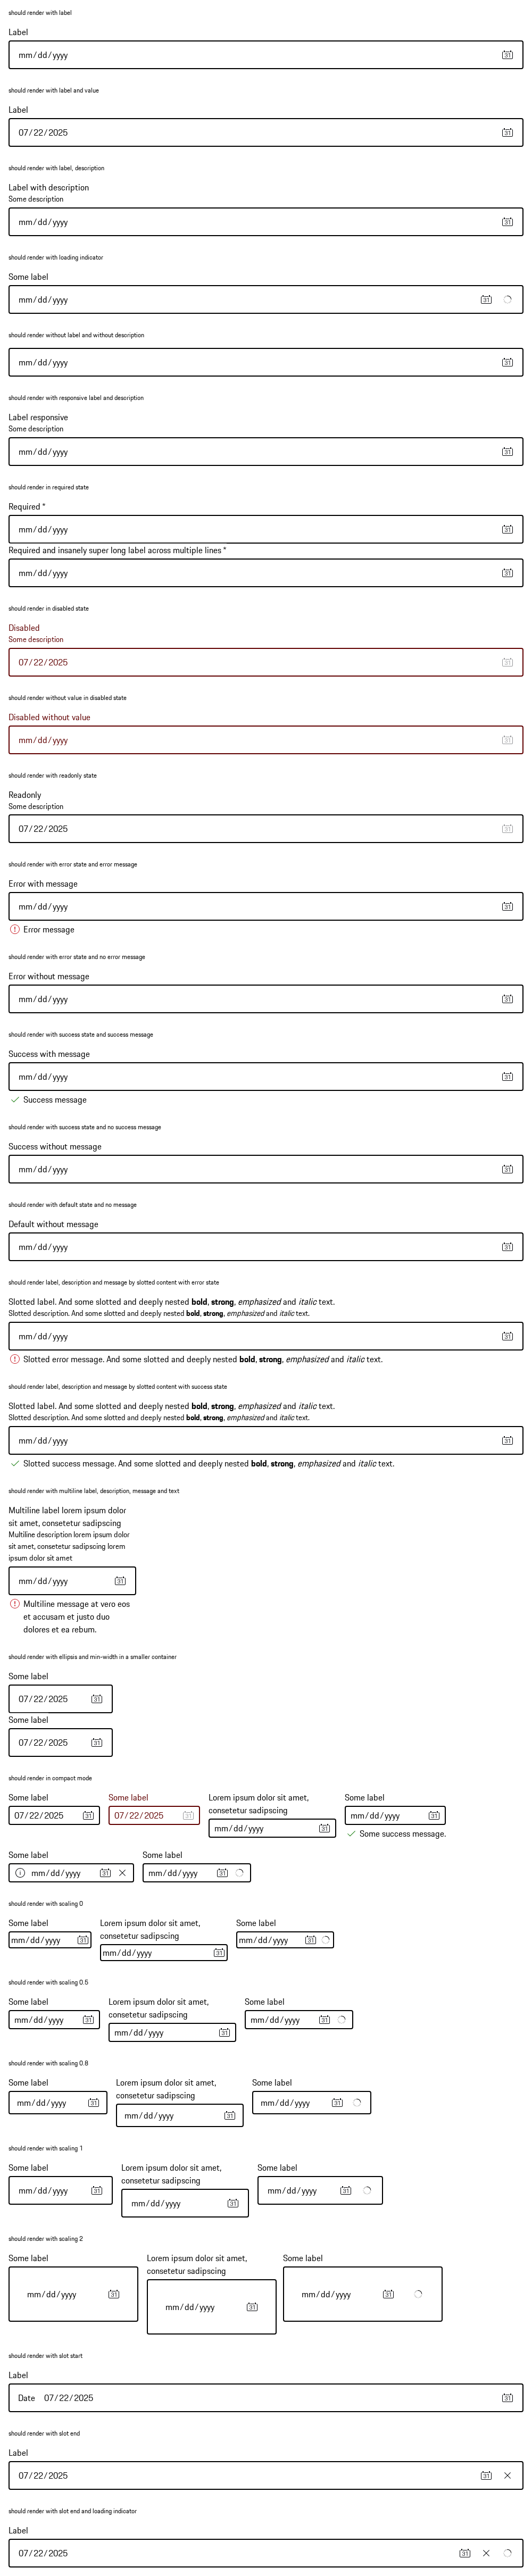 should render with label
Label
mm/dd/yyyy
should render with label and value
Label
07/22/2025
should render with label, description
Label with description
Some description
mm/dd/yyyy
should render with loading indicator
Some label
mm/dd/yyyy
should render without label and without description
mm/dd/yyyy
should render with responsive label and description
Label responsive
Some description
mm/dd/yyyy
should render in required state
Required *
mm/dd/yyyy
Required and insanely super long label across multiple lines *
mm/dd/yyyy
should render in disabled state
Disabled
Some description
07/22/2025
should render without value in disabled state
Disabled without value
mm/dd/yyyy
should render with readonly state
Readonly
Some description
07/22/2025
should render with error state and error message
Error with message
mm/dd/yyyy
Error message
should render with error state and no error message
Error without message
mm/dd/yyyy
should render with success state and success message
Success with message
mm/dd/yyyy
Success message
should render with success state and no success message
Success without message
mm/dd/yyyy
should render with default state and no message
Default without message
mm/dd/yyyy
should render label, description and message by slotted content with error state
Slotted label. And some slotted and deeply nested bold, strong, emphasized and italic text.
Slotted description. And some slotted and deeply nested bold, strong, emphasized and italic text.
mm/dd/yyyy
Slotted error message. And some slotted and deeply nested bold, strong, emphasized and italic text.
should render label, description and message by slotted content with success state
Slotted label. And some slotted and deeply nested bold, strong, emphasized and italic text.
Slotted description. And some slotted and deeply nested bold, strong, emphasized and italic text.
mm/dd/yyyy
Slotted success message. And some slotted and deeply nested bold, strong, emphasized and italic text.
should render with multiline label, description, message and text
Multiline label lorem ipsum dolor
sit amet, consetetur sadipscing
Multiline description lorem ipsum dolor
sit amet, consetetur sadipscing lorem
ipsum dolor sit amet
mm/dd/yyyy
Multiline message at vero eos
et accusam et justo duo
dolores et ea rebum.
should render with ellipsis and min-width in a smaller container
Some label
07/22/2025
Some label
07/22/2025
should render in compact mode
Some label
07/22/2025
Some label
07/22/2025
Lorem ipsum dolor sit amet,
consetetur sadipscing
mm/dd/yyyy
Some label
mm/dd/yyyy
Some success message.
Some label
mm/dd/yyyy
Some label
mm/dd/yyyy
should render with scaling 0
Some label
mm/dd/yyyy
Lorem ipsum dolor sit amet,
consetetur sadipscing
mm/dd/yyyy
Some label
mm/dd/yyyy
should render with scaling 0.5
Some label
mm/dd/yyyy
Lorem ipsum dolor sit amet,
consetetur sadipscing
mm/dd/yyyy
Some label
mm/dd/yyyy
should render with scaling 0.8
Some label
mm/dd/yyyy
Lorem ipsum dolor sit amet,
consetetur sadipscing
mm/dd/yyyy
Some label
mm/dd/yyyy
should render with scaling 1
Some label
mm/dd/yyyy
Lorem ipsum dolor sit amet,
consetetur sadipscing
mm/dd/yyyy
Some label
mm/dd/yyyy
should render with scaling 2
Some label
mm/dd/yyyy
Lorem ipsum dolor sit amet,
consetetur sadipscing
mm/dd/yyyy
Some label
mm/dd/yyyy
should render with slot start
Label
Date 07/22/2025
should render with slot end
Label
07/22/2025
should render with slot end and loading indicator
Label
07/22/2025